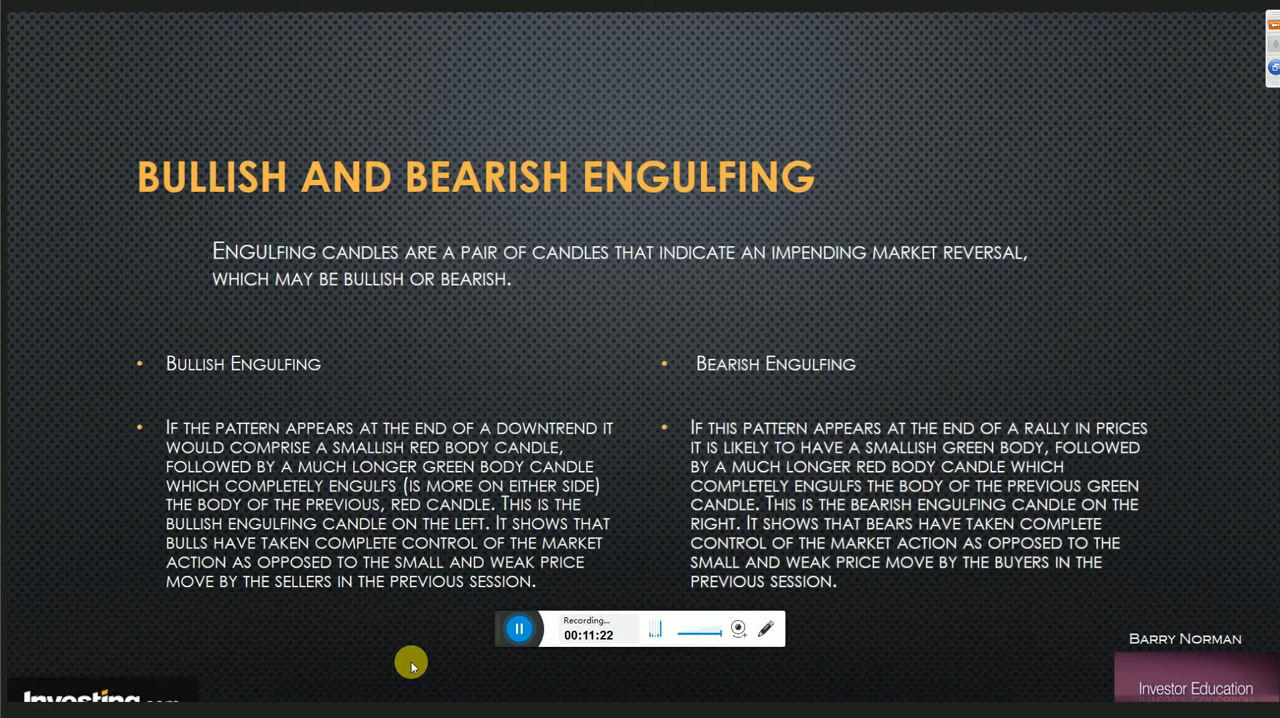 BULLISH AND BEARISH ENGULFING
ENGULFING CANDLES ARE A PAIR OF CANDLES THAT INDICATE AN IMPENDING MARKET REVERSAL,
WHICH MAY BE BULLISH OR BEARISH.
• BULLISH ENGULFING
• IF THE PATTERN APPEARS AT THE END OF A DOWNTREND IT
WOULD COMPRISE A SMALLISH RED BODY CANDLE,
FOLLOWED BY A MUCH LONGER GREEN BODY CANDLE
WHICH COMPLETELY ENGULFS (IS MORE ON EITHER SIDE)
THE BODY OF THE PREVIOUS, RED CANDLE. THIS IS THE
BULLISH ENGULFING CANDLE ON THE LEFT. IT SHOWS THAT
BULLS HAVE TAKEN COMPLETE CONTROL OF THE MARKET
ACTION AS OPPOSED TO THE SMALL AND WEAK PRICE
MOVE BY THE SELLERS IN THE PREVIOUS SESSION.
• BEARISH ENGULFING
• IF THIS PATTERN APPEARS AT THE END OF A RALLY IN PRICES
IT IS LIKELY TO HAVE A SMALLISH GREEN BODY, FOLLOWED
BY A MUCH LONGER RED BODY CANDLE WHICH
COMPLETELY ENGULFS THE BODY OF THE PREVIOUS GREEN
CANDLE. THIS IS THE BEARISH ENGULFING CANDLE ON THE
RIGHT. IT SHOWS THAT BEARS HAVE TAKEN COMPLETE
CONTROL OF THE MARKET ACTION AS OPPOSED TO THE
SMALL AND WEAK PRICE MOVE BY THE BUYERS IN THE
PREVIOUS SESSION.
Recording...
00:11:22
BARRY NORMAN
Investing.com
Investor Education